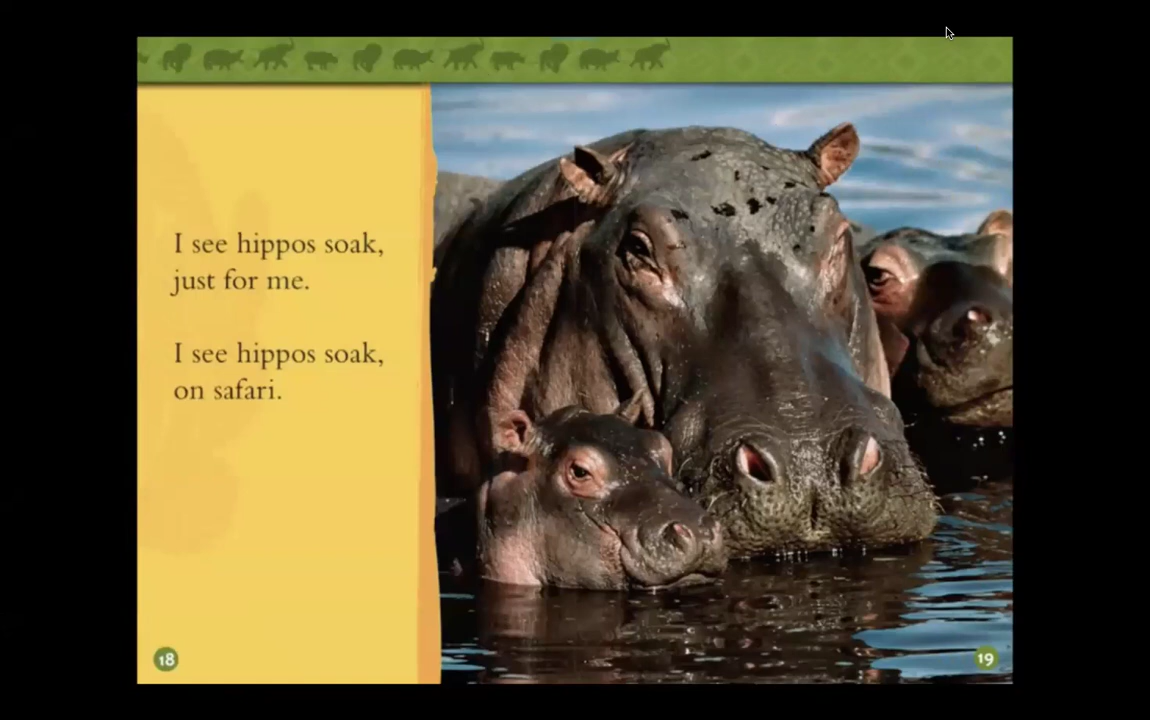 I see hippos soak,
just for me.
I see hippos soak,
on safari.
18
19